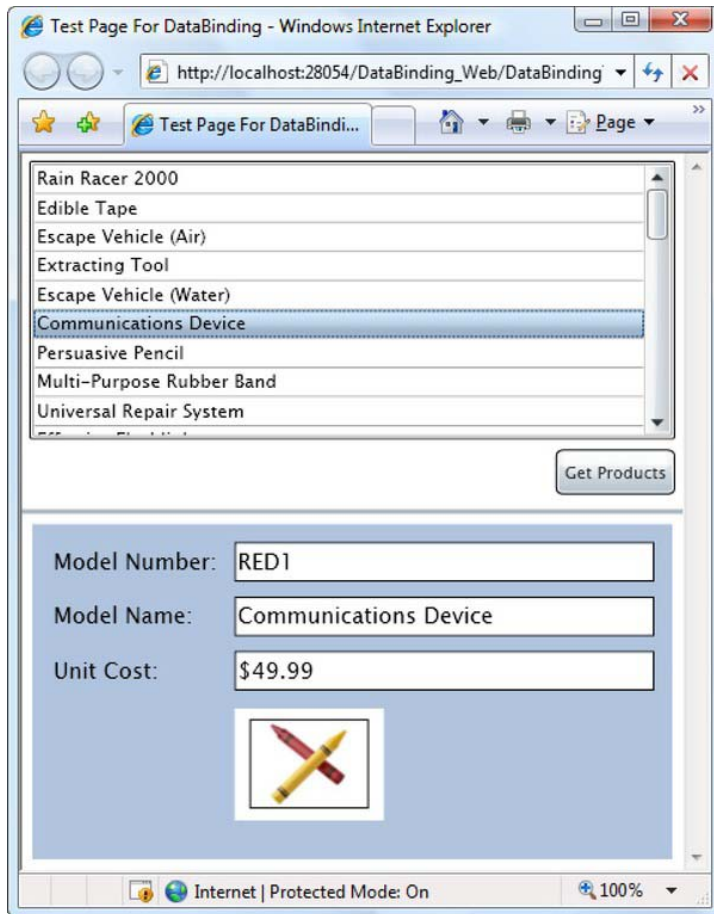 Test Page For DataBinding - Windows Internet Explorer
http://localhost:28054/DataBinding_Web/DataBinding
Test Page For DataBindi...
Page
Rain Racer 2000
Edible Tape
Escape Vehicle (Air)
Extracting Tool
Escape Vehicle (Water)
Communications Device
Persuasive Pencil
Multi-Purpose Rubber Band
Universal Repair System
Get Products
Model Number: RED1
Model Name: Communications Device
Unit Cost: $49.99
Internet | Protected Mode: On 100%